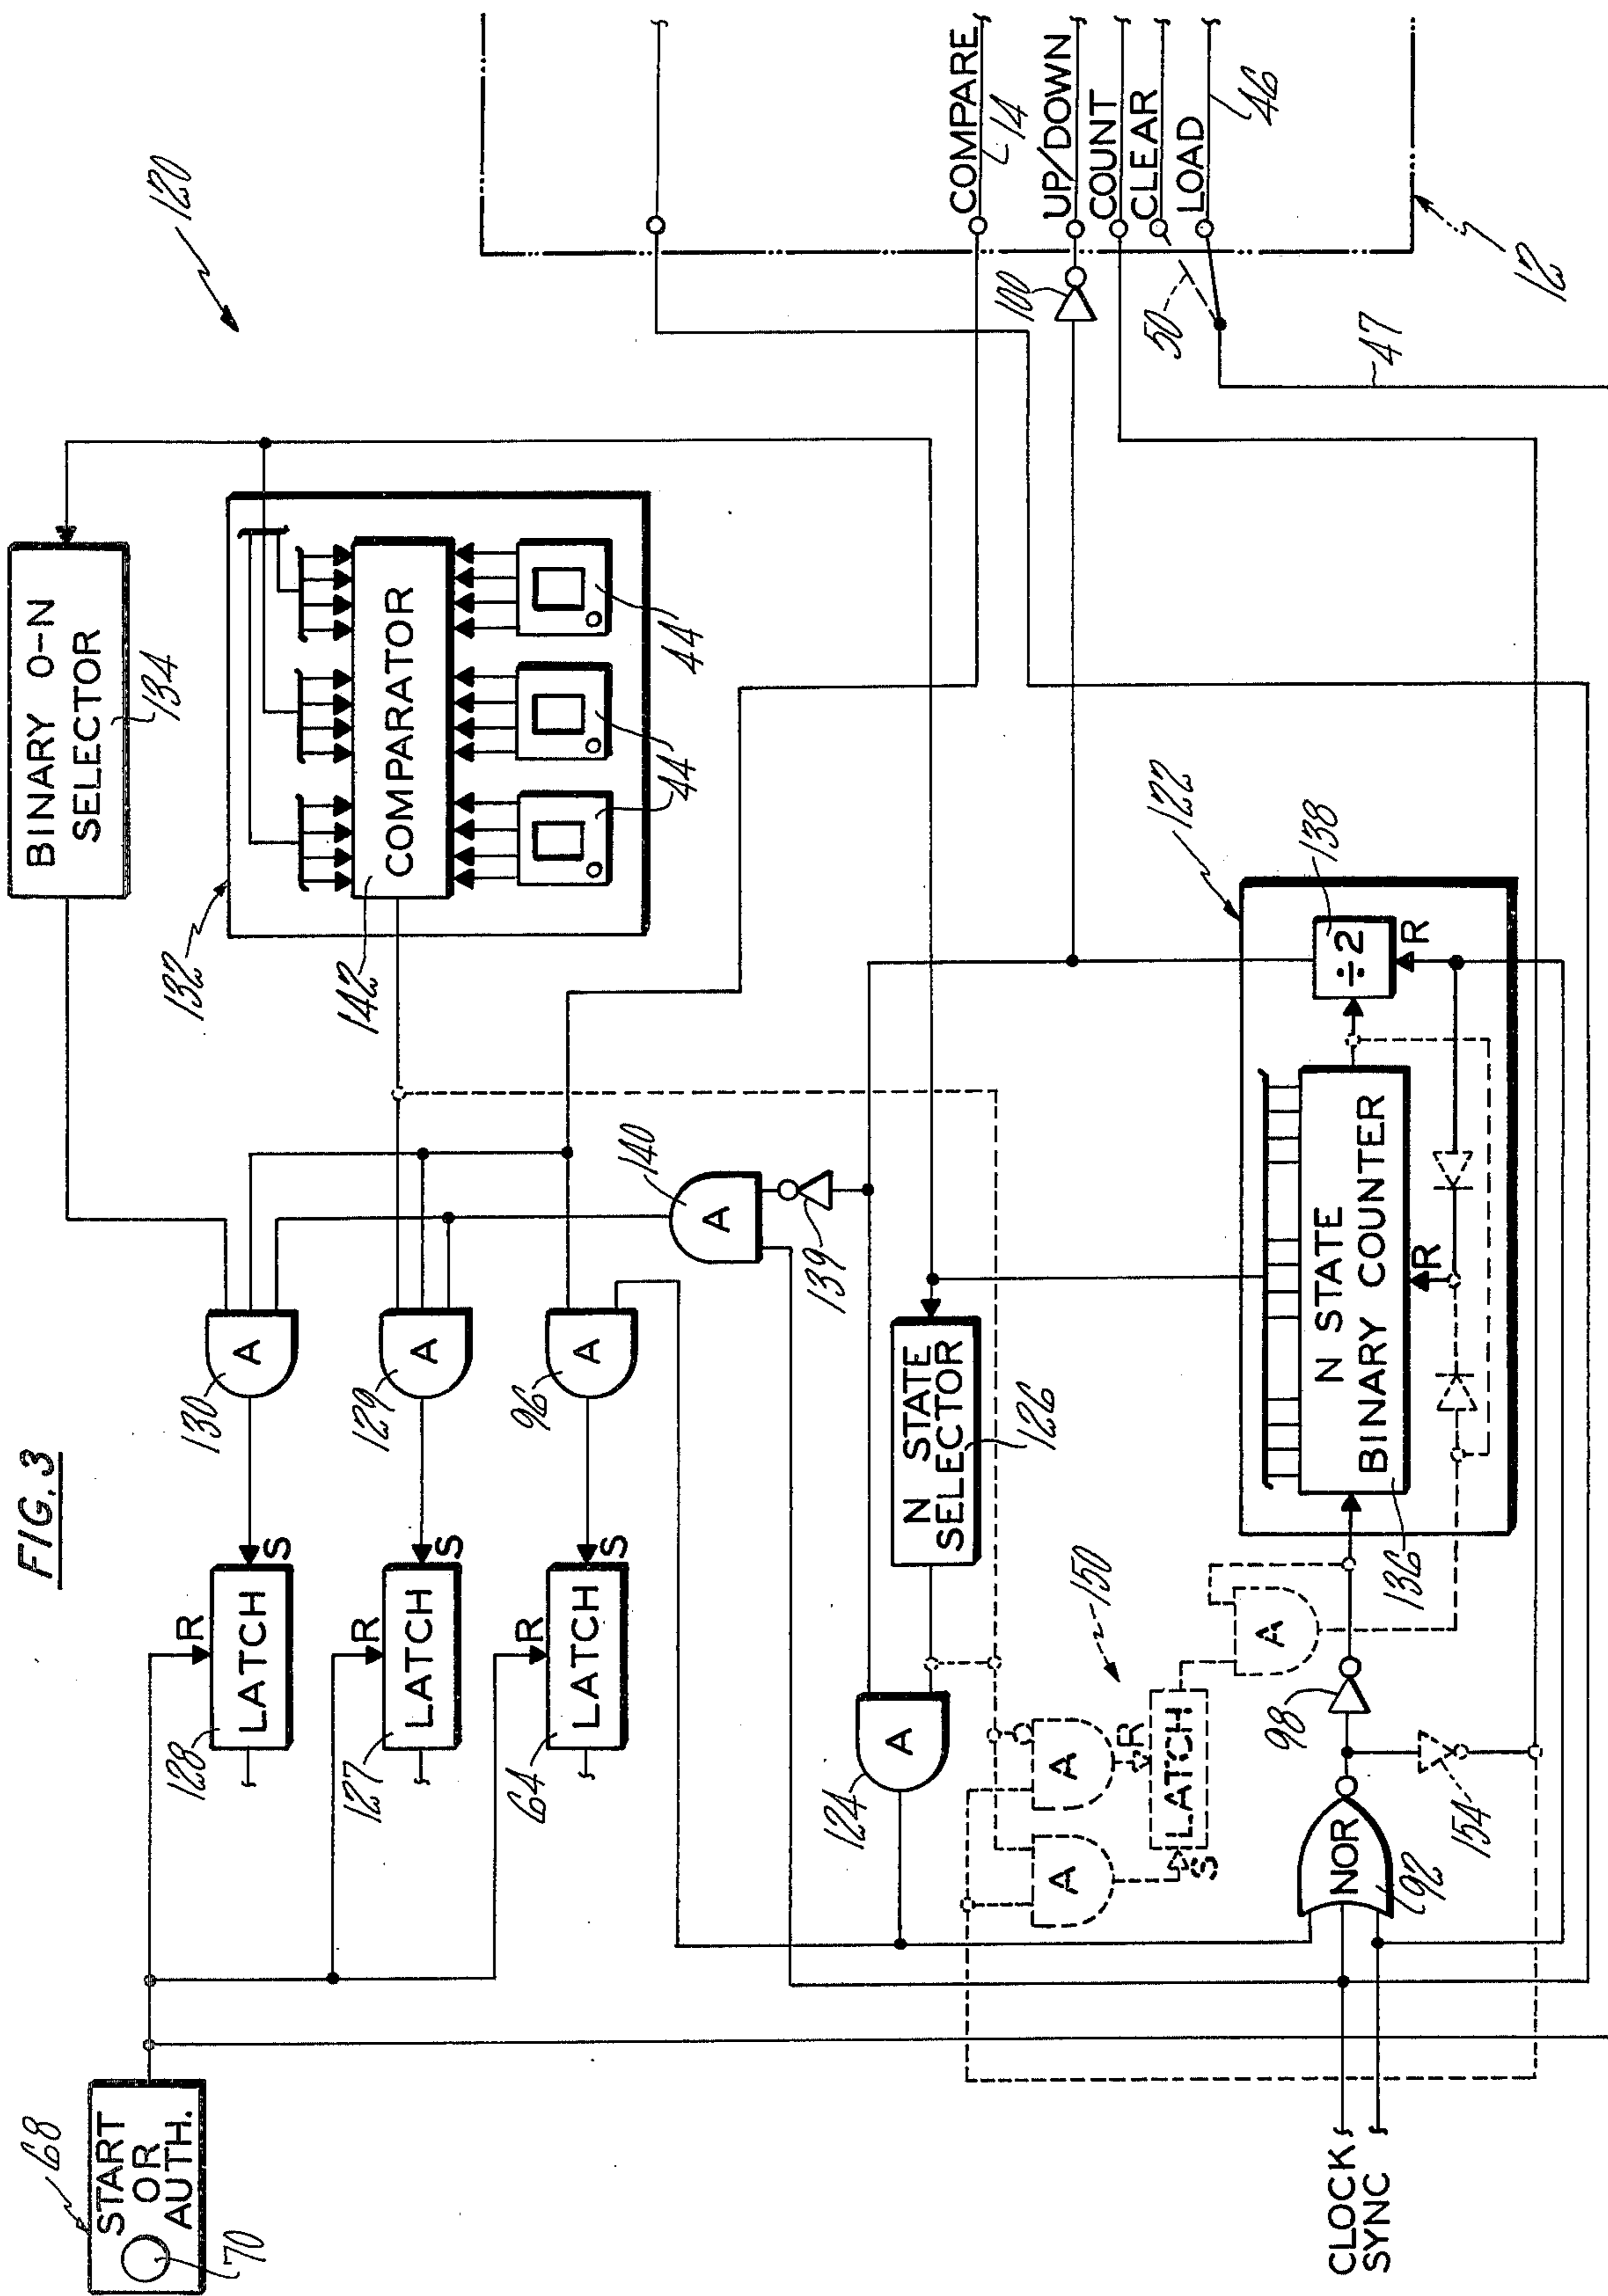 FIG. 3
120
68
START
OR
AUTH.
70
R
LATCH
S
128
A
130
BINARY O-N
SELECTOR
134
R
LATCH
S
127
A
129
132
COMPARATOR
142
44
44
44
R
LATCH
S
64
A
96
A
140
139
A
124
N STATE
SELECTOR
126
COMPARE
14
UP/DOWN
COUNT
CLEAR
LOAD
46
100
50
47
12
150
A
A
R
LATCH
S
A
CLOCK
SYNC
NOR
92
98
154
122
N STATE
BINARY COUNTER
136
R
÷2
138
R